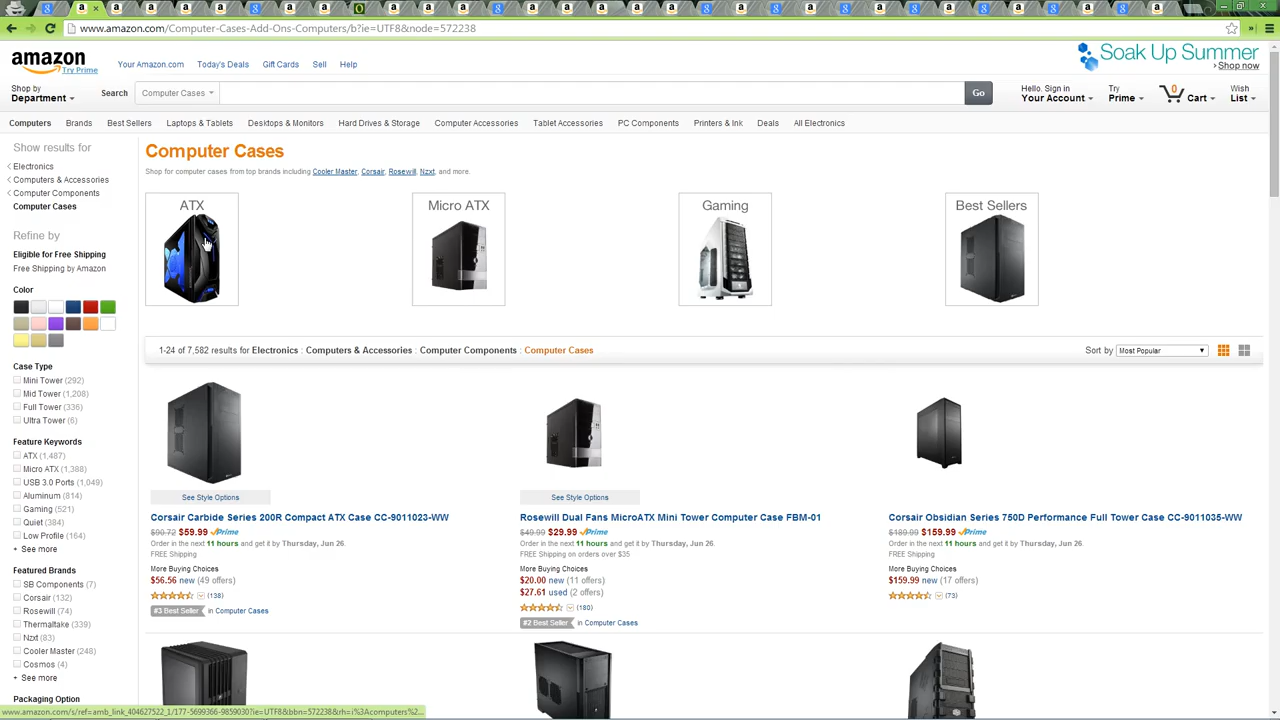 www.amazon.com/Computer-Cases-Add-Ons-Computers/b?ie=UTF8&node=572238
amazon
Try Prime
Your Amazon.com Today's Deals Gift Cards Sell Help
Soak Up Summer
› Shop now
Shop by
Department
Search Computer Cases Go
Hello. Sign in
Your Account
Try
Prime
0
Cart
Wish
List
Computers Brands Best Sellers Laptops & Tablets Desktops & Monitors Hard Drives & Storage Computer Accessories Tablet Accessories PC Components Printers & Ink Deals All Electronics
Show results for
‹ Electronics
‹ Computers & Accessories
‹ Computer Components
Computer Cases
Refine by
Eligible for Free Shipping
Free Shipping by Amazon
Color
Case Type
Mini Tower (292)
Mid Tower (1,208)
Full Tower (336)
Ultra Tower (6)
Feature Keywords
ATX (1,487)
Micro ATX (1,388)
USB 3.0 Ports (1,049)
Aluminum (814)
Gaming (521)
Quiet (384)
Low Profile (164)
+ See more
Featured Brands
SB Components (7)
Corsair (132)
Rosewill (74)
Thermaltake (339)
Nzxt (83)
Cooler Master (248)
Cosmos (4)
+ See more
Packaging Option
Computer Cases
Shop for computer cases from top brands including Cooler Master, Corsair, Rosewill, Nzxt, and more.
ATX
Micro ATX
Gaming
Best Sellers
1-24 of 7,582 results for Electronics : Computers & Accessories : Computer Components : Computer Cases
Sort by Most Popular
See Style Options
Corsair Carbide Series 200R Compact ATX Case CC-9011023-WW
$90.72 $59.99 Prime
Order in the next 11 hours and get it by Thursday, Jun 26.
FREE Shipping
More Buying Choices
$56.56 new (49 offers)
(138)
#3 Best Seller in Computer Cases
See Style Options
Rosewill Dual Fans MicroATX Mini Tower Computer Case FBM-01
$49.99 $29.99 Prime
Order in the next 11 hours and get it by Thursday, Jun 26.
FREE Shipping on orders over $35
More Buying Choices
$20.00 new (11 offers)
$27.61 used (2 offers)
(180)
#2 Best Seller in Computer Cases
Corsair Obsidian Series 750D Performance Full Tower Case CC-9011035-WW
$189.99 $159.99 Prime
Order in the next 11 hours and get it by Thursday, Jun 26.
FREE Shipping
More Buying Choices
$159.99 new (17 offers)
(73)
www.amazon.com/s/ref=amb_link_404627522_1/177-5699366-9859030?ie=UTF8&bbn=572238&rh=i%3Acomputers%2...